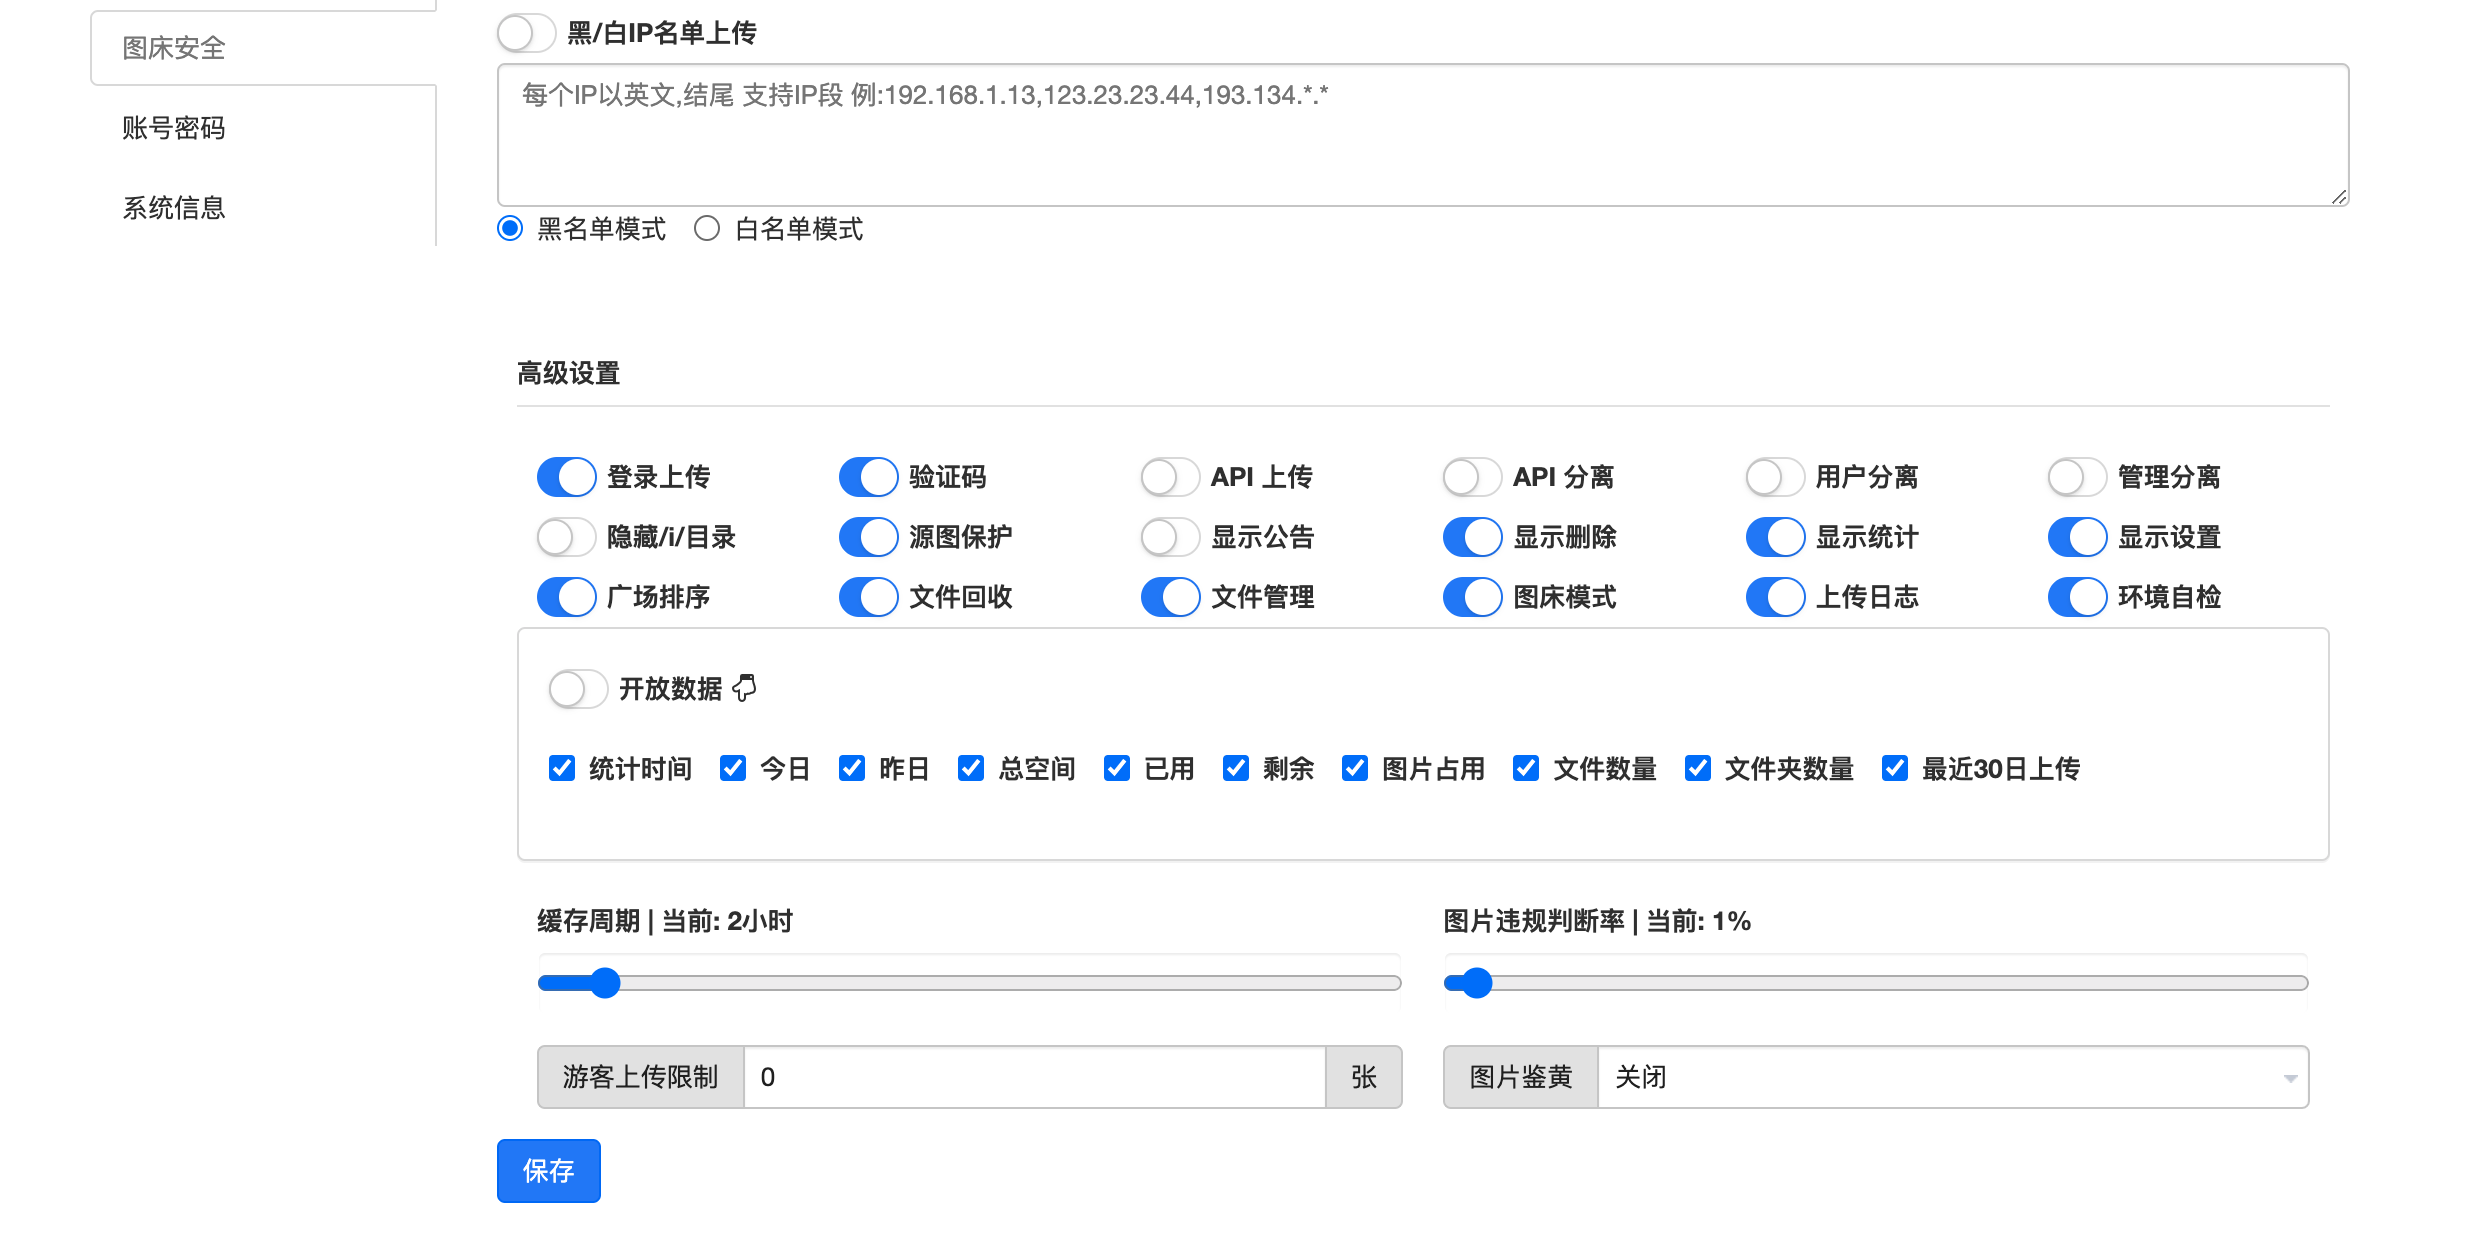 图床安全
账号密码
系统信息
黑/白IP名单上传
每个IP以英文,结尾 支持IP段 例:192.168.1.13,123.23.23.44,193.134.*.*
黑名单模式 白名单模式
高级设置
登录上传 验证码 API 上传 API 分离 用户分离 管理分离
隐藏/i/目录 源图保护 显示公告 显示删除 显示统计 显示设置
广场排序 文件回收 文件管理 图床模式 上传日志 环境自检
开放数据
统计时间 今日 昨日 总空间 已用 剩余 图片占用 文件数量 文件夹数量 最近30日上传
缓存周期 | 当前: 2小时
图片违规判断率 | 当前: 1%
游客上传限制 0 张
图片鉴黄 关闭
保存